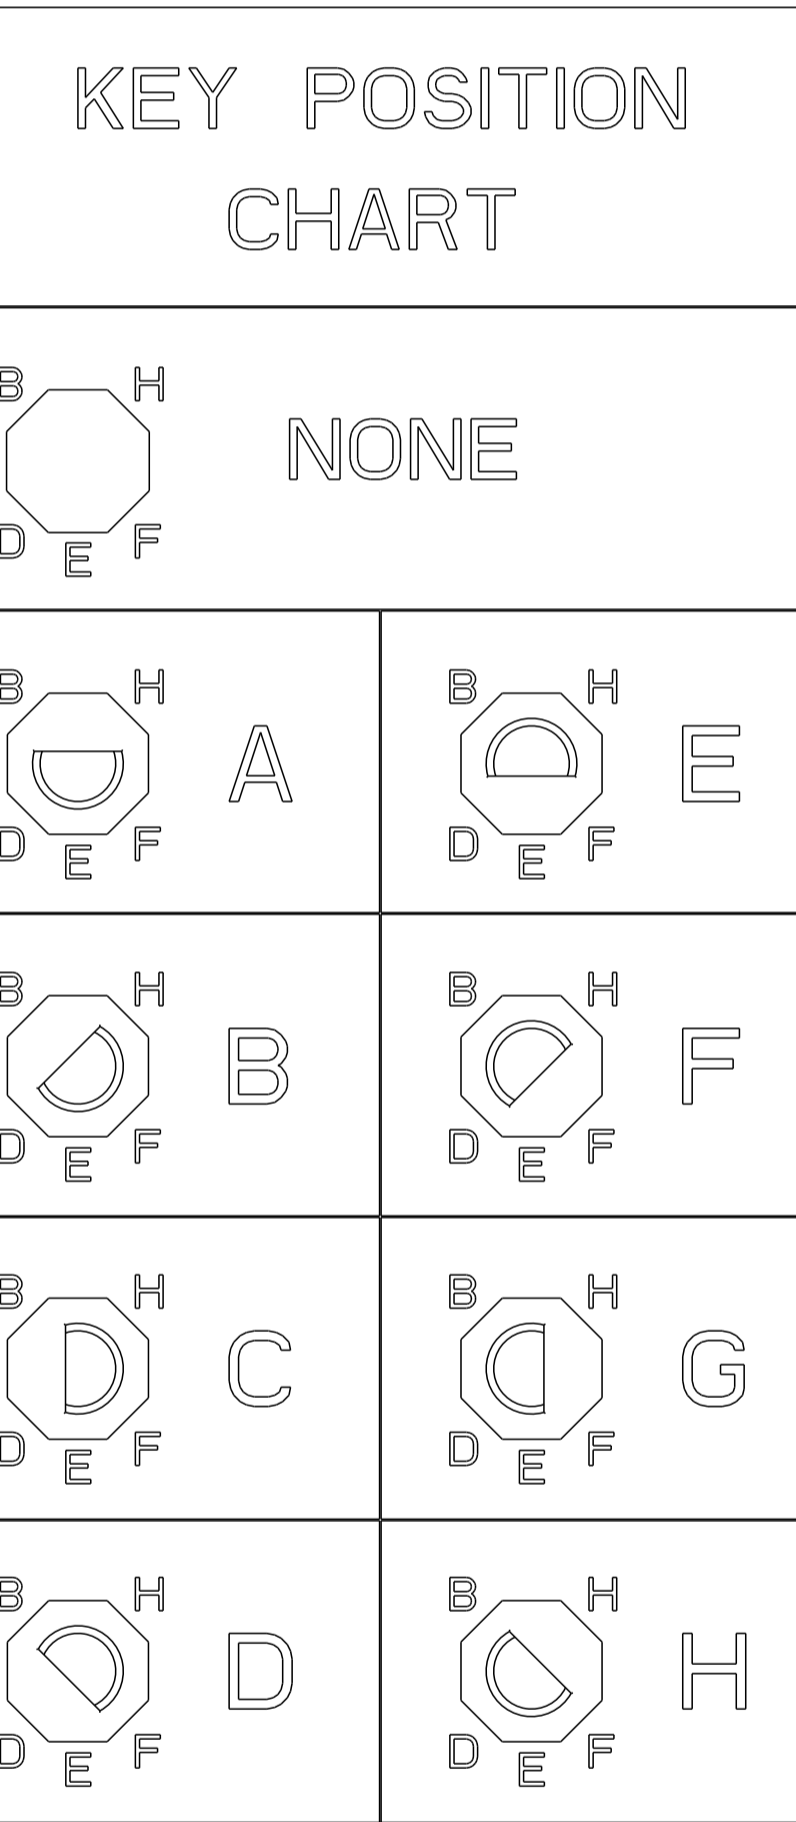 KEY POSITION
CHART
B H
NONE
D F
E
B H B H
A E
D F D F
E E
B H B H
B F
D F D F
E E
B H B H
C G
D F D F
E E
B H B H
D H
D F D F
E E